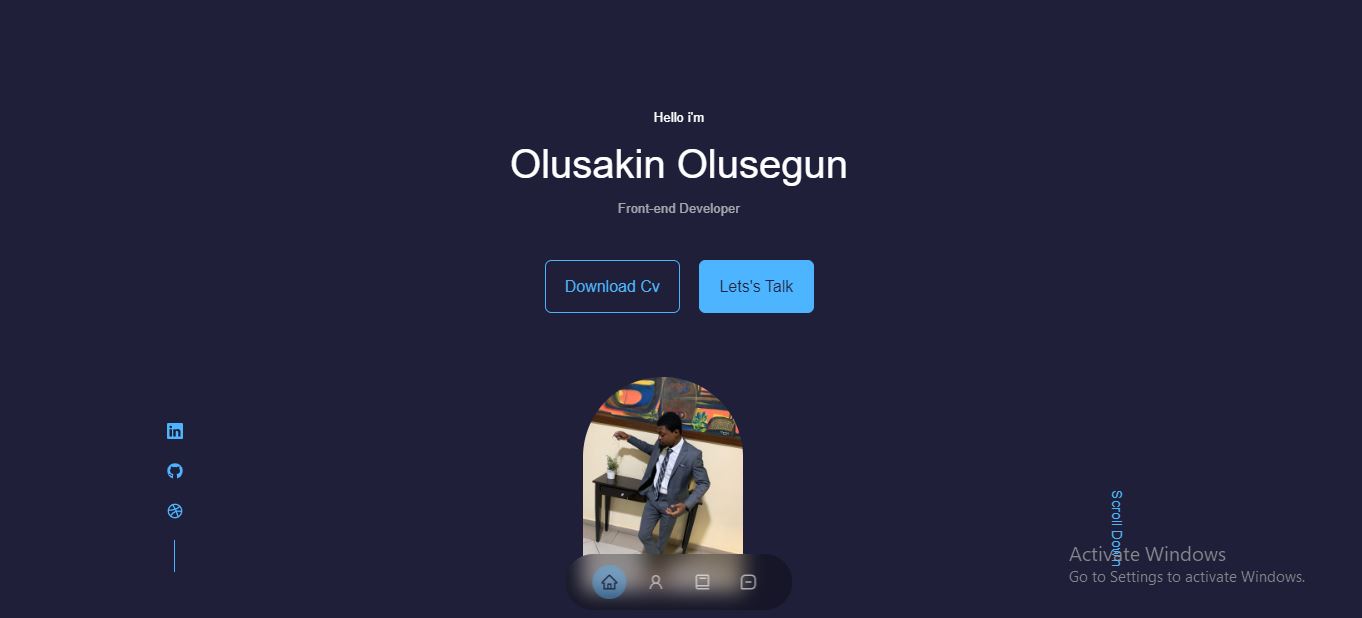 Hello i'm
Olusakin Olusegun
Front-end Developer
Download Cv
Lets's Talk
Scroll Down
Activate Windows
Go to Settings to activate Windows.